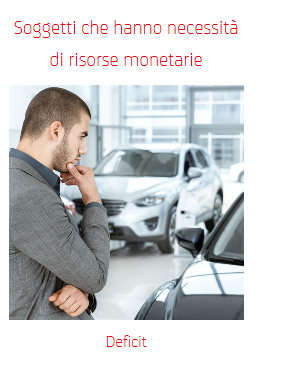 Soggetti che hanno necessità
di risorse monetarie
Deficit